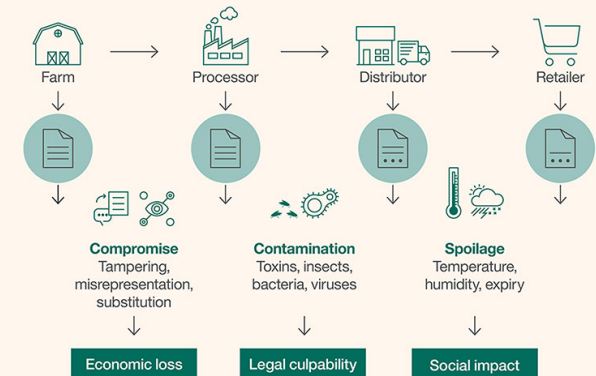 Farm
Processor
Distributor
Retailer
Compromise
Tampering,
misrepresentation,
substitution
Contamination
Toxins, insects,
bacteria, viruses
Spoilage
Temperature,
humidity, expiry
Economic loss
Legal culpability
Social impact